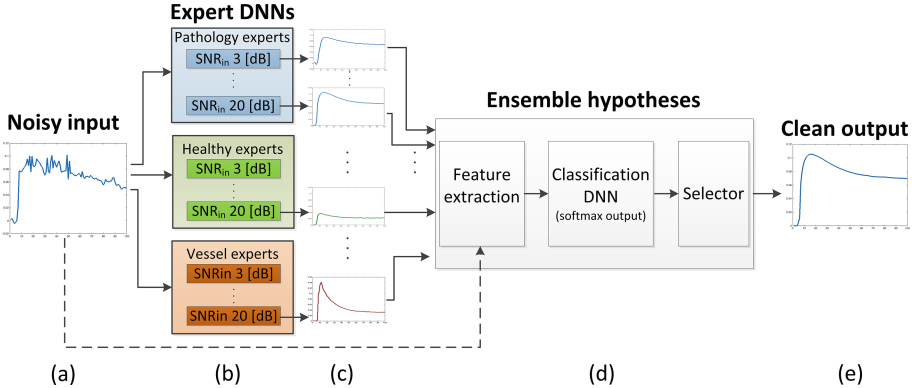 Expert DNNs
Pathology experts
SNRin 3 [dB]
SNRin 20 [dB]
Healthy experts
SNRin 3 [dB]
SNRin 20 [dB]
Vessel experts
SNRin 3 [dB]
SNRin 20 [dB]
Noisy input
Ensemble hypotheses
Feature
extraction
Classification
DNN
(softmax output)
Selector
Clean output
(a)
(b)
(c)
(d)
(e)